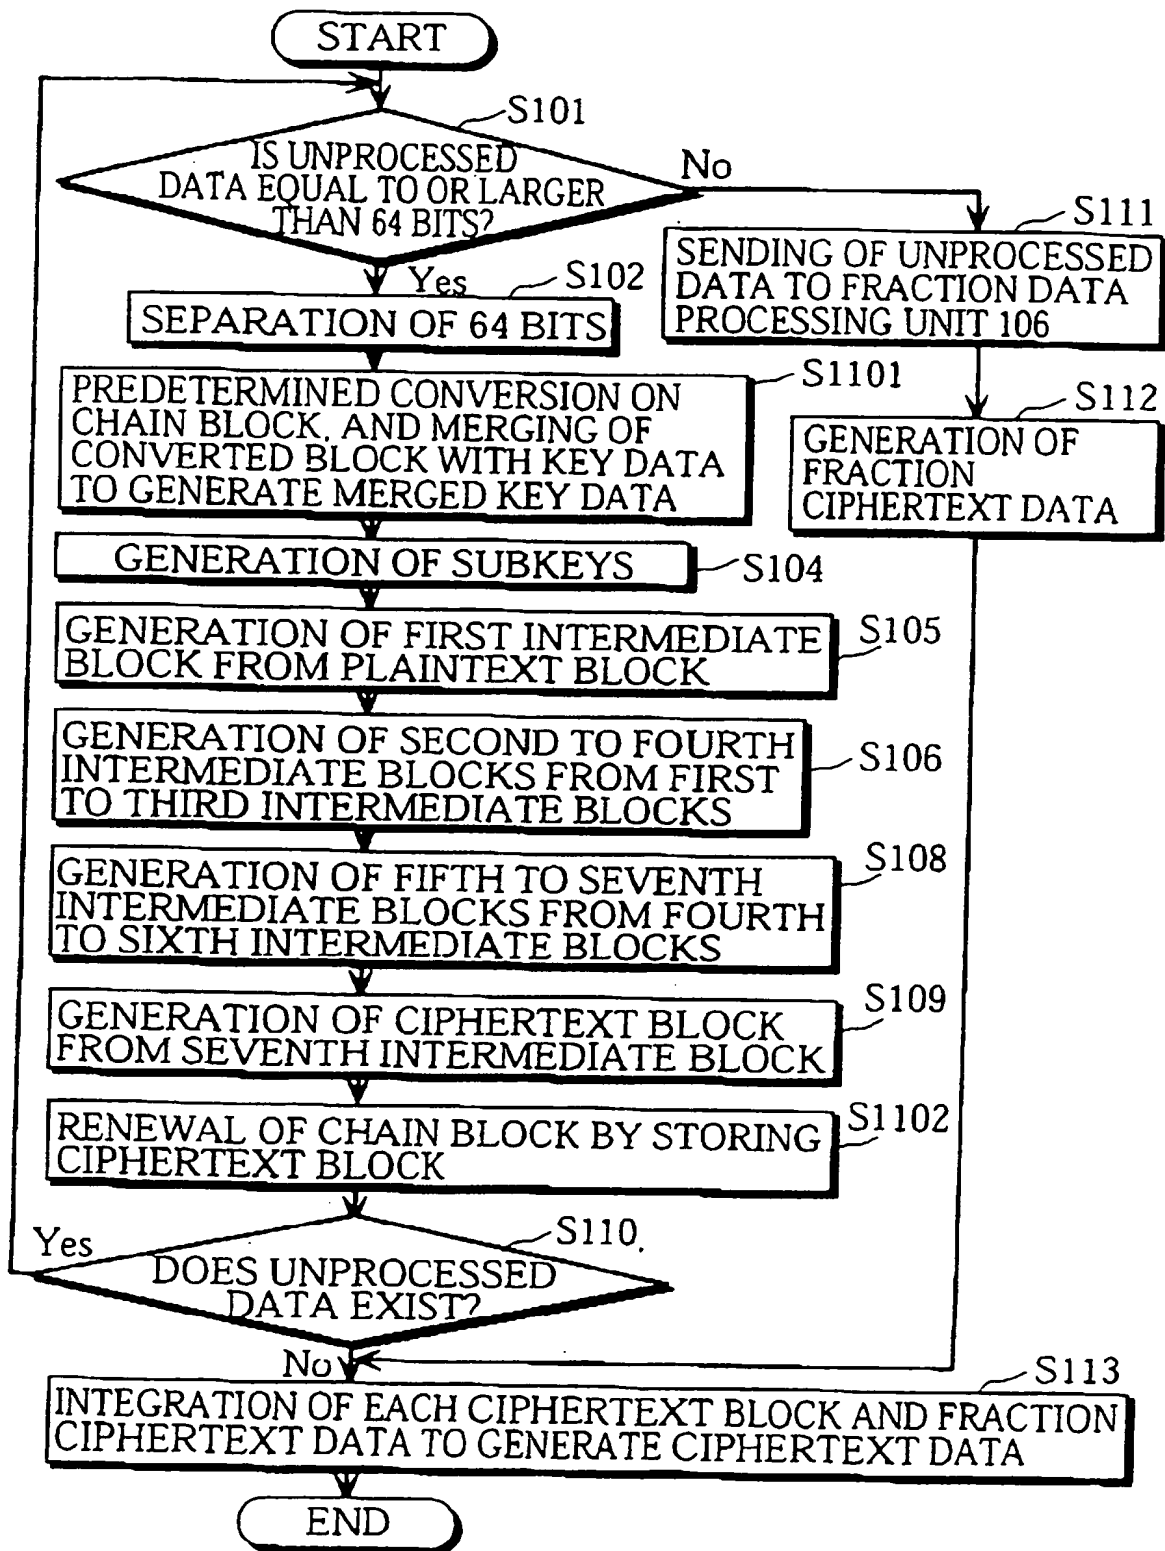 START
S101
IS UNPROCESSED
DATA EQUAL TO OR LARGER
THAN 64 BITS?
No
Yes
S111
SENDING OF UNPROCESSED
DATA TO FRACTION DATA
PROCESSING UNIT 106
S102
SEPARATION OF 64 BITS
S1101
PREDETERMINED CONVERSION ON
CHAIN BLOCK, AND MERGING OF
CONVERTED BLOCK WITH KEY DATA
TO GENERATE MERGED KEY DATA
S112
GENERATION OF
FRACTION
CIPHERTEXT DATA
GENERATION OF SUBKEYS
S104
S105
GENERATION OF FIRST INTERMEDIATE
BLOCK FROM PLAINTEXT BLOCK
GENERATION OF SECOND TO FOURTH
INTERMEDIATE BLOCKS FROM FIRST
TO THIRD INTERMEDIATE BLOCKS
S106
S108
GENERATION OF FIFTH TO SEVENTH
INTERMEDIATE BLOCKS FROM FOURTH
TO SIXTH INTERMEDIATE BLOCKS
S109
GENERATION OF CIPHERTEXT BLOCK
FROM SEVENTH INTERMEDIATE BLOCK
S1102
RENEWAL OF CHAIN BLOCK BY STORING
CIPHERTEXT BLOCK
S110
Yes
DOES UNPROCESSED
DATA EXIST?
No
S113
INTEGRATION OF EACH CIPHERTEXT BLOCK AND FRACTION
CIPHERTEXT DATA TO GENERATE CIPHERTEXT DATA
END